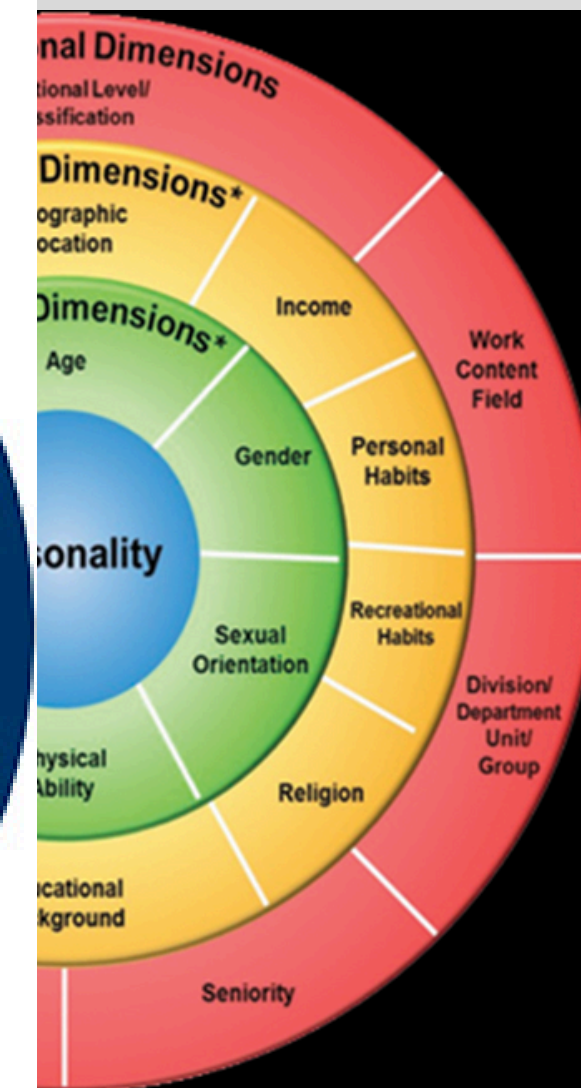 nal Dimensions
tional Level/
ssification
Dimensions*
ographic
ocation
Income
Dimensions*
Age
Work
Content
Field
Gender
Personal
Habits
sonality
Sexual
Orientation
Recreational
Habits
Division/
Department
Unit/
Group
hysical
Ability
Religion
ucational
kground
Seniority